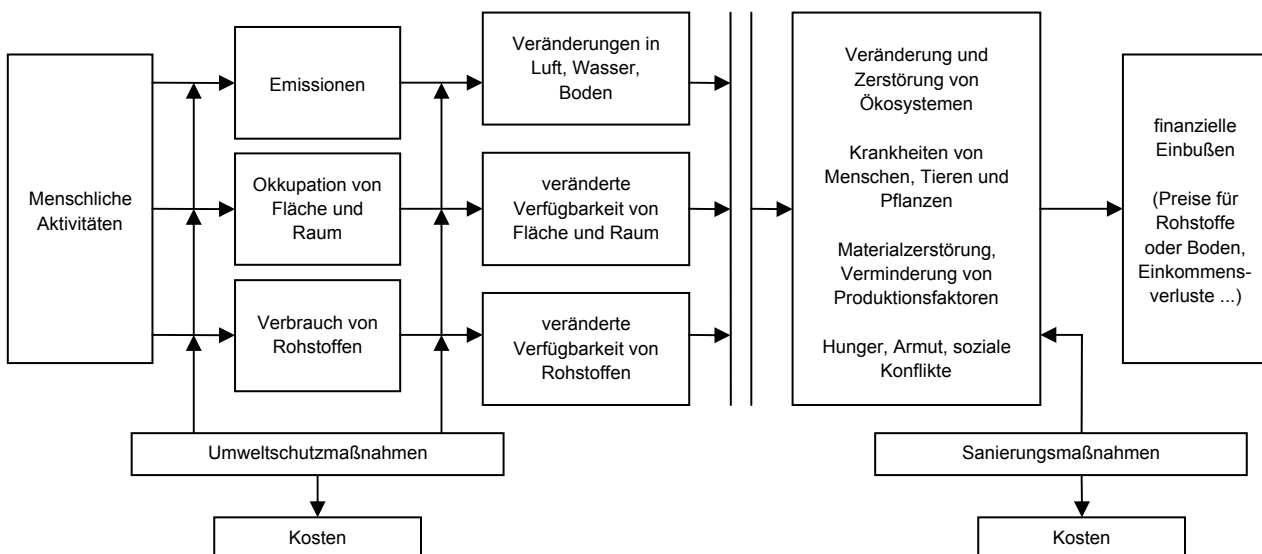 Menschliche
Aktivitäten
Emissionen
Okkupation von
Fläche und
Raum
Verbrauch von
Rohstoffen
Veränderungen in
Luft, Wasser,
Boden
veränderte
Verfügbarkeit von
Fläche und Raum
veränderte
Verfügbarkeit von
Rohstoffen
Veränderung und
Zerstörung von
Ökosystemen
Krankheiten von
Menschen, Tieren und
Pflanzen
Materialzerstörung,
Verminderung von
Produktionsfaktoren
Hunger, Armut, soziale
Konflikte
finanzielle
Einbußen
(Preise für
Rohstoffe
oder Boden,
Einkommens-
verluste ...)
Umweltschutzmaßnahmen
Kosten
Sanierungsmaßnahmen
Kosten